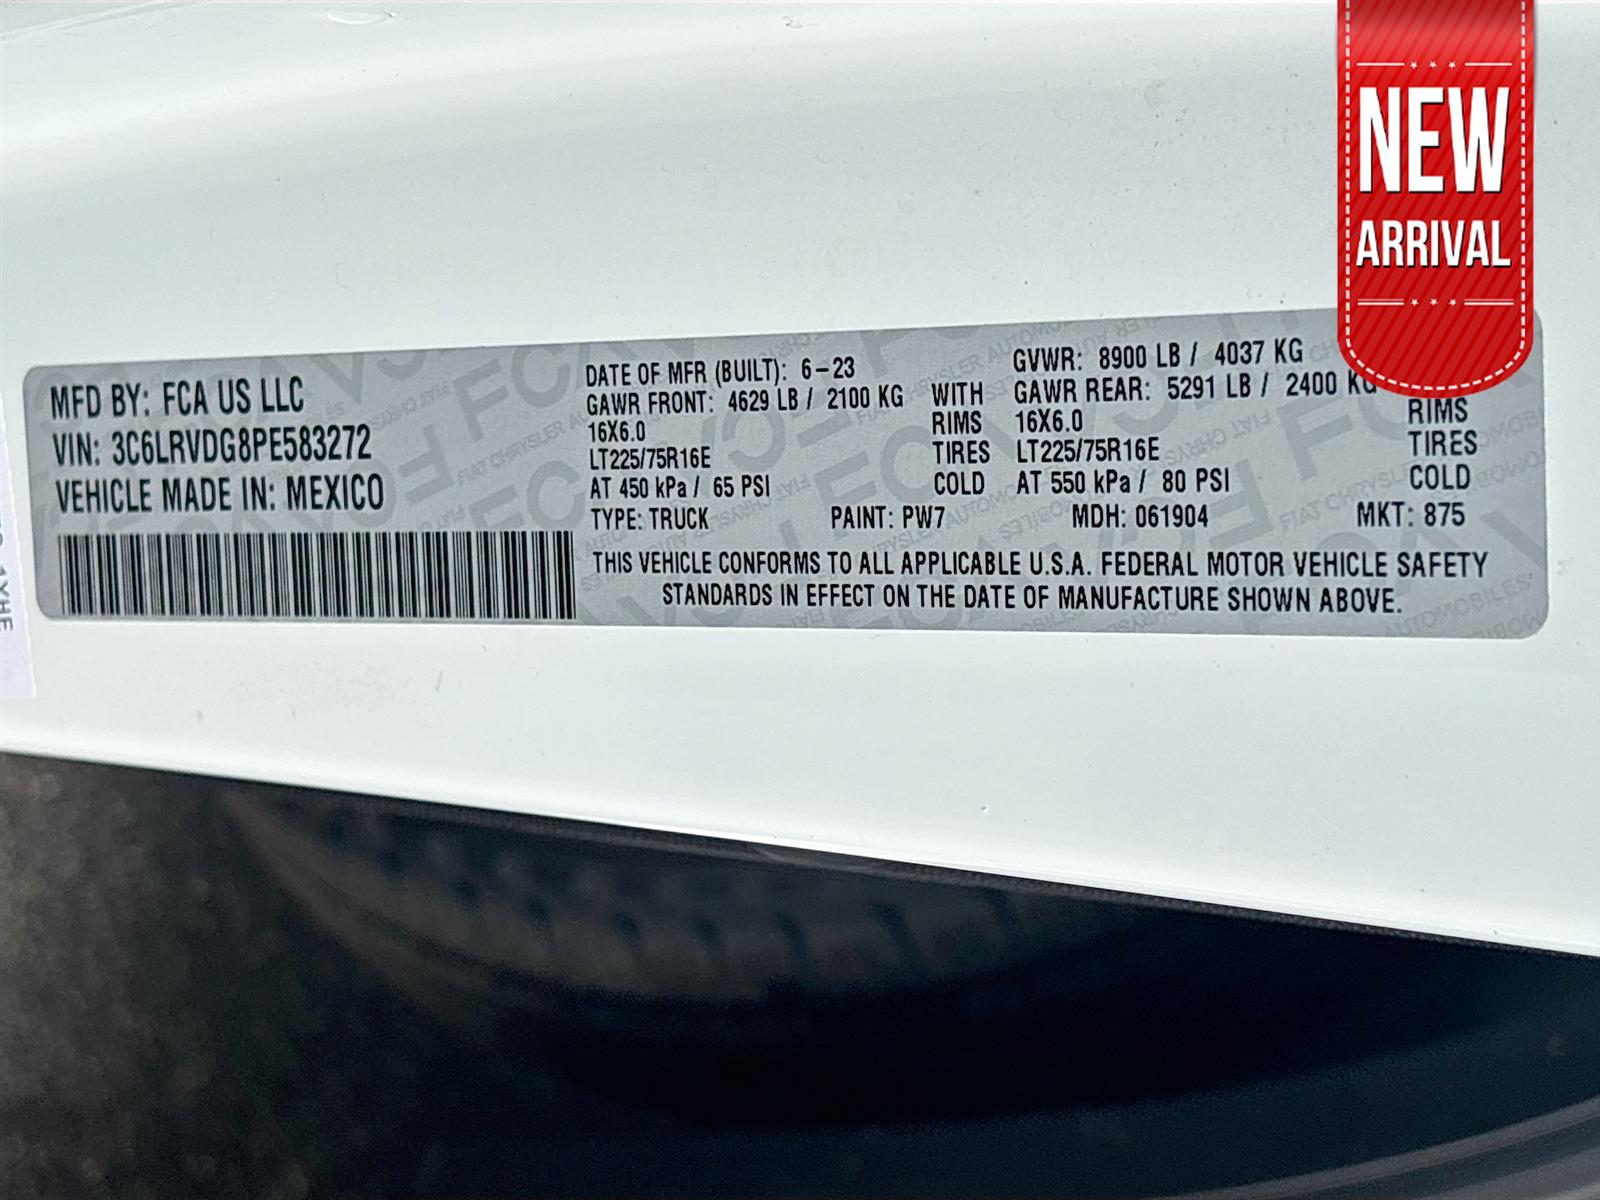 NEW
ARRIVAL
MFD BY: FCA US LLC
VIN: 3C6LRVDG8PE583272
VEHICLE MADE IN: MEXICO
DATE OF MFR (BUILT): 6-23
GAWR FRONT: 4629 LB / 2100 KG WITH
16X6.0 RIMS
LT225/75R16E TIRES
AT 450 kPa / 65 PSI COLD
GVWR: 8900 LB / 4037 KG
GAWR REAR: 5291 LB / 2400 KG
16X6.0 RIMS
LT225/75R16E TIRES
AT 550 kPa / 80 PSI COLD
TYPE: TRUCK PAINT: PW7 MDH: 061904 MKT: 875
THIS VEHICLE CONFORMS TO ALL APPLICABLE U.S.A. FEDERAL MOTOR VEHICLE SAFETY
STANDARDS IN EFFECT ON THE DATE OF MANUFACTURE SHOWN ABOVE.